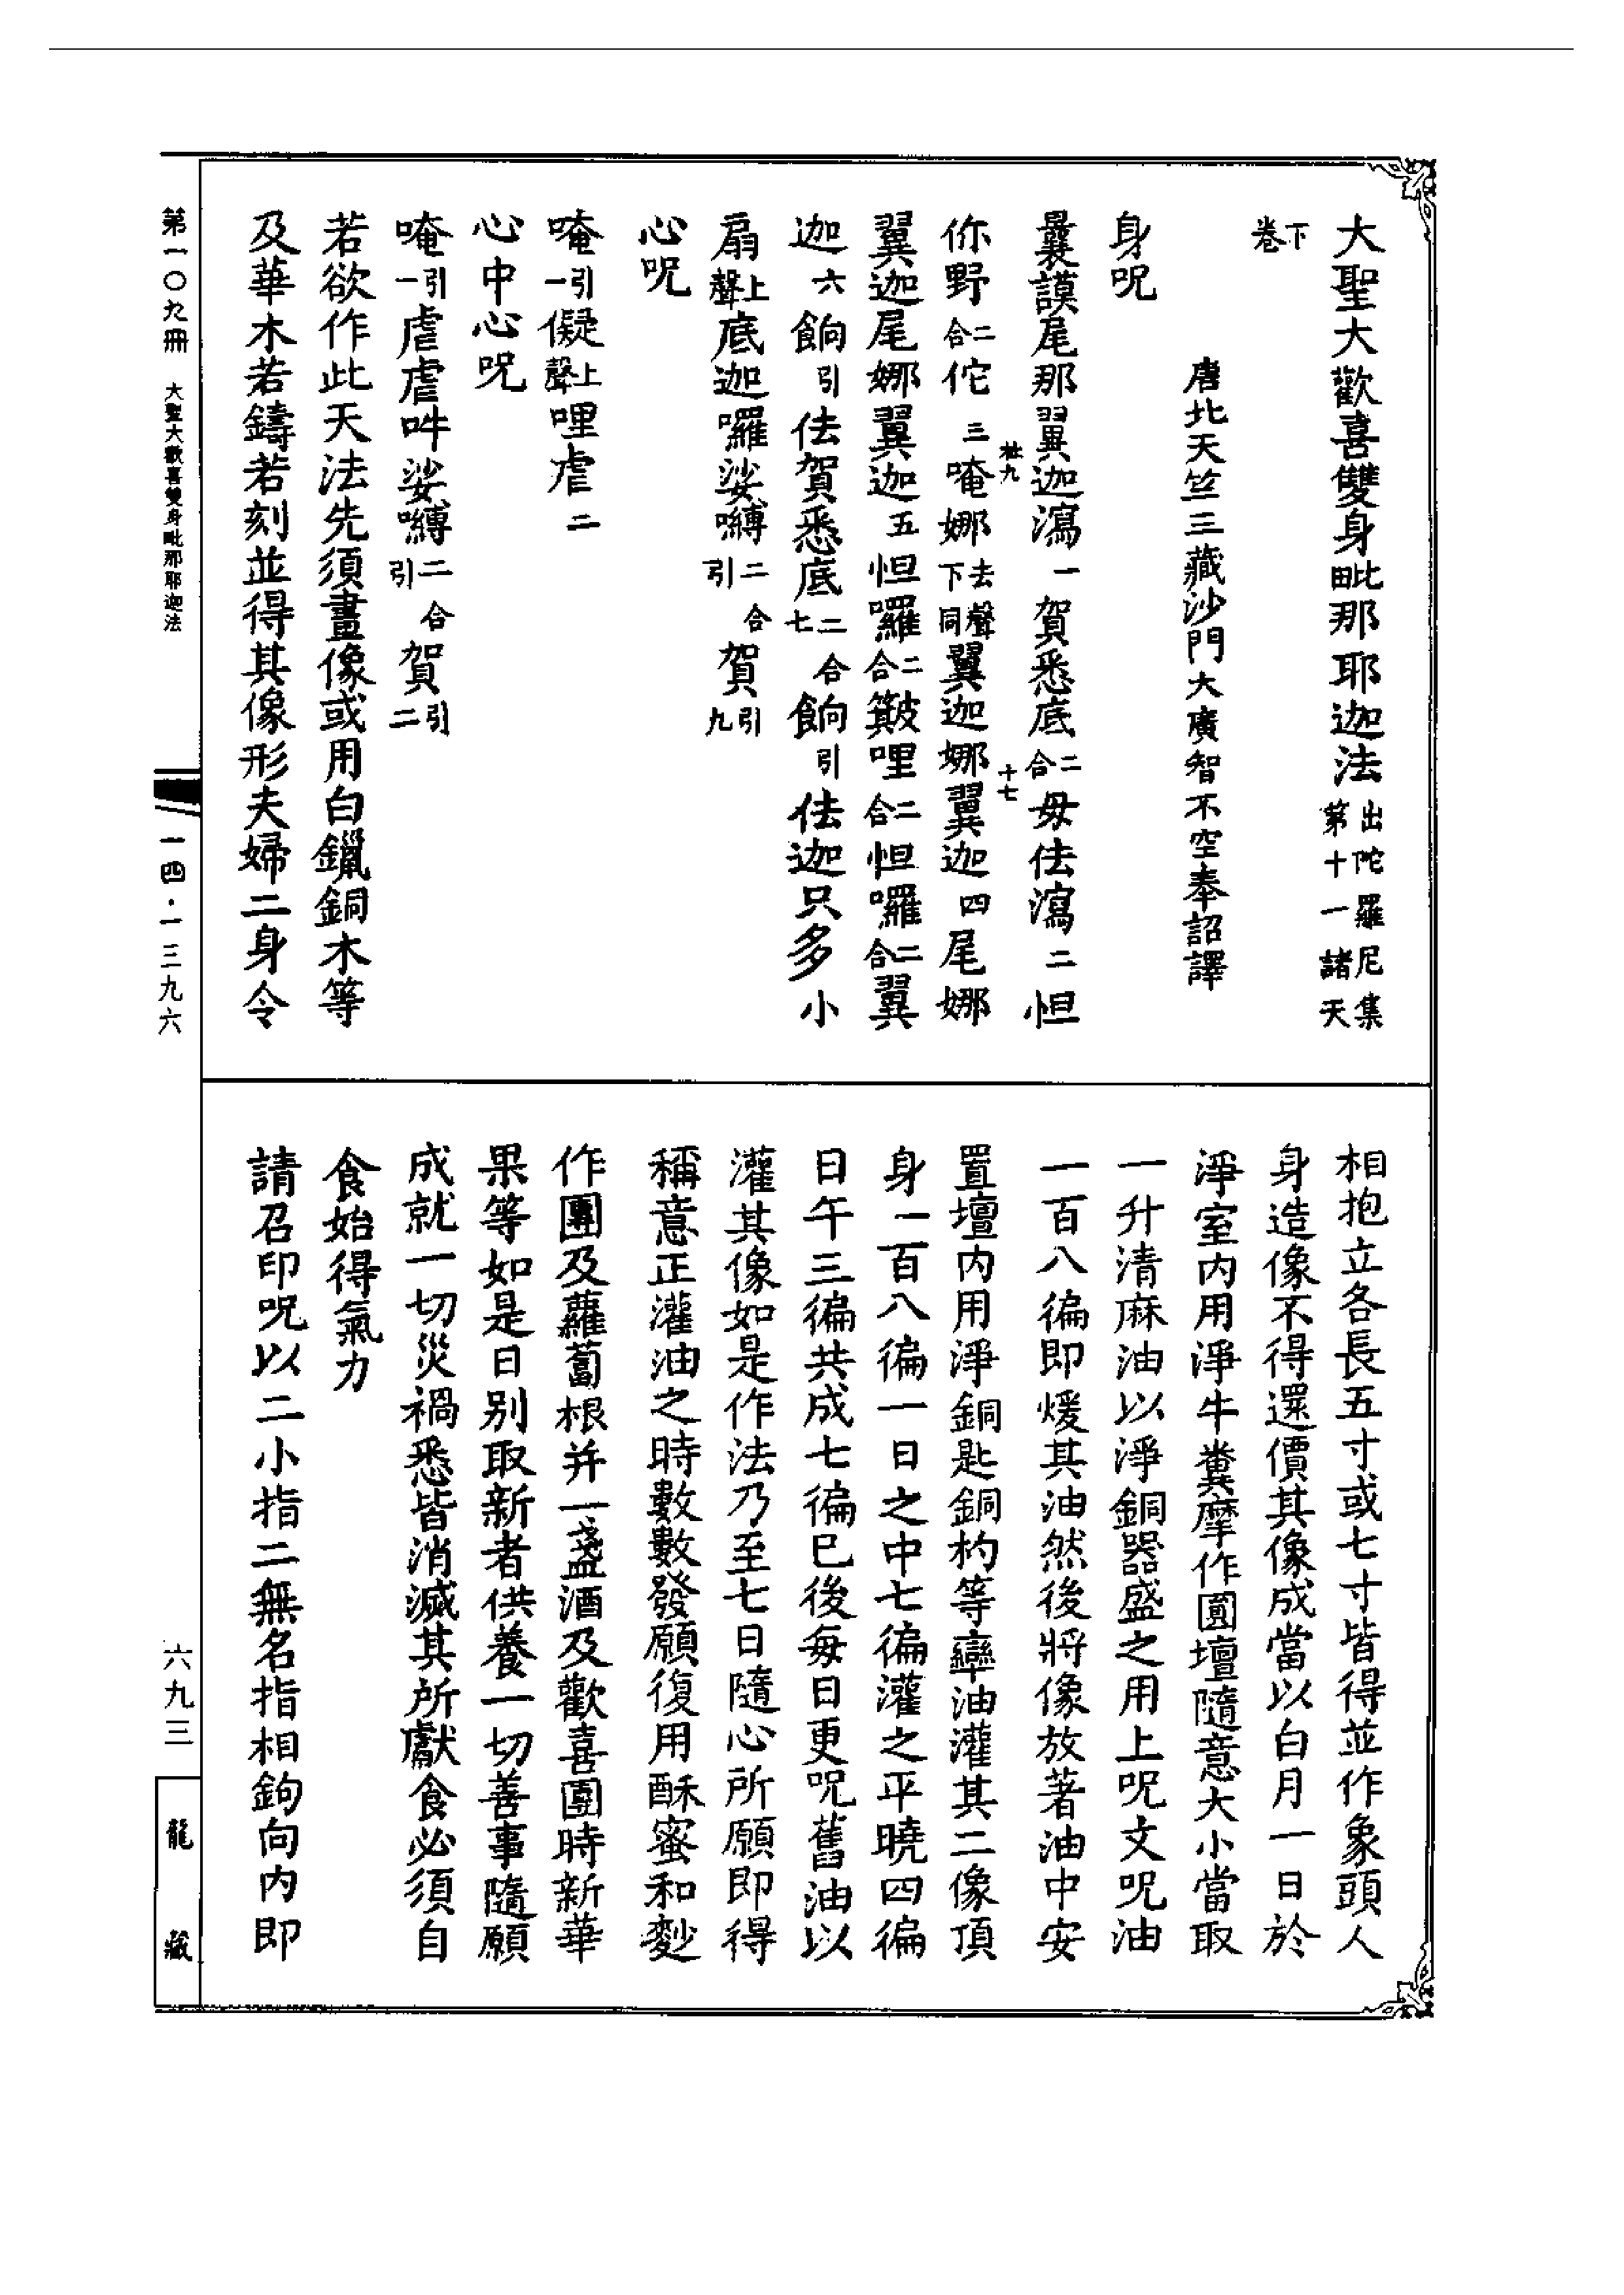 大聖大歡喜雙身毗那耶迦法出陀羅尼集第十一諸天
下卷
唐北天竺三藏沙門大廣智不空奉詔譯
身呪
曩謨尾那翼迦瀉一賀悉底二合毋佉瀉二怛
杜九
十七
你野二合佗三唵娜去聲下同翼迦娜翼迦四尾娜
翼迦尾娜翼迦五怛囉二合簸哩二合怛囉二合翼
迦六餉引佉賀悉底二合七餉引佉迦只多小
扇上聲底迦囉娑嚩二合引賀引九
心呪
唵引一儗上聲哩虐二
心中心呪
唵引一虐虐吽娑嚩二合引賀引二
若欲作此天法先須畫像或用白鑞銅木等
及華木若鑄若刻並得其像形夫婦二身令
相抱立各長五寸或七寸皆得並作象頭人
身造像不得還價其像成當以白月一日於
淨室内用淨牛糞摩作圓壇隨意大小當取
一升清麻油以淨銅器盛之用上呪文呪油
一百八徧即煖其油然後將像放著油中安
置壇内用淨銅匙銅杓等攣油灌其二像頂
身一百八徧一日之中七徧灌之平曉四徧
日午三徧共成七徧已後每日更呪舊油以
灌其像如是作法乃至七日隨心所願即得
稱意正灌油之時數數發願復用酥蜜和麨
作團及蘿蔔根并一盞酒及歡喜團時新華
果等如是日别取新者供養一切善事隨願
成就一切災禍悉皆消滅其所獻食必須自
食始得氣力
請召印呪以二小指二無名指相鉤向内即
第一〇九冊 大聖大歡喜雙身毗那耶迦法
一四·一三九六
六九三
龍藏